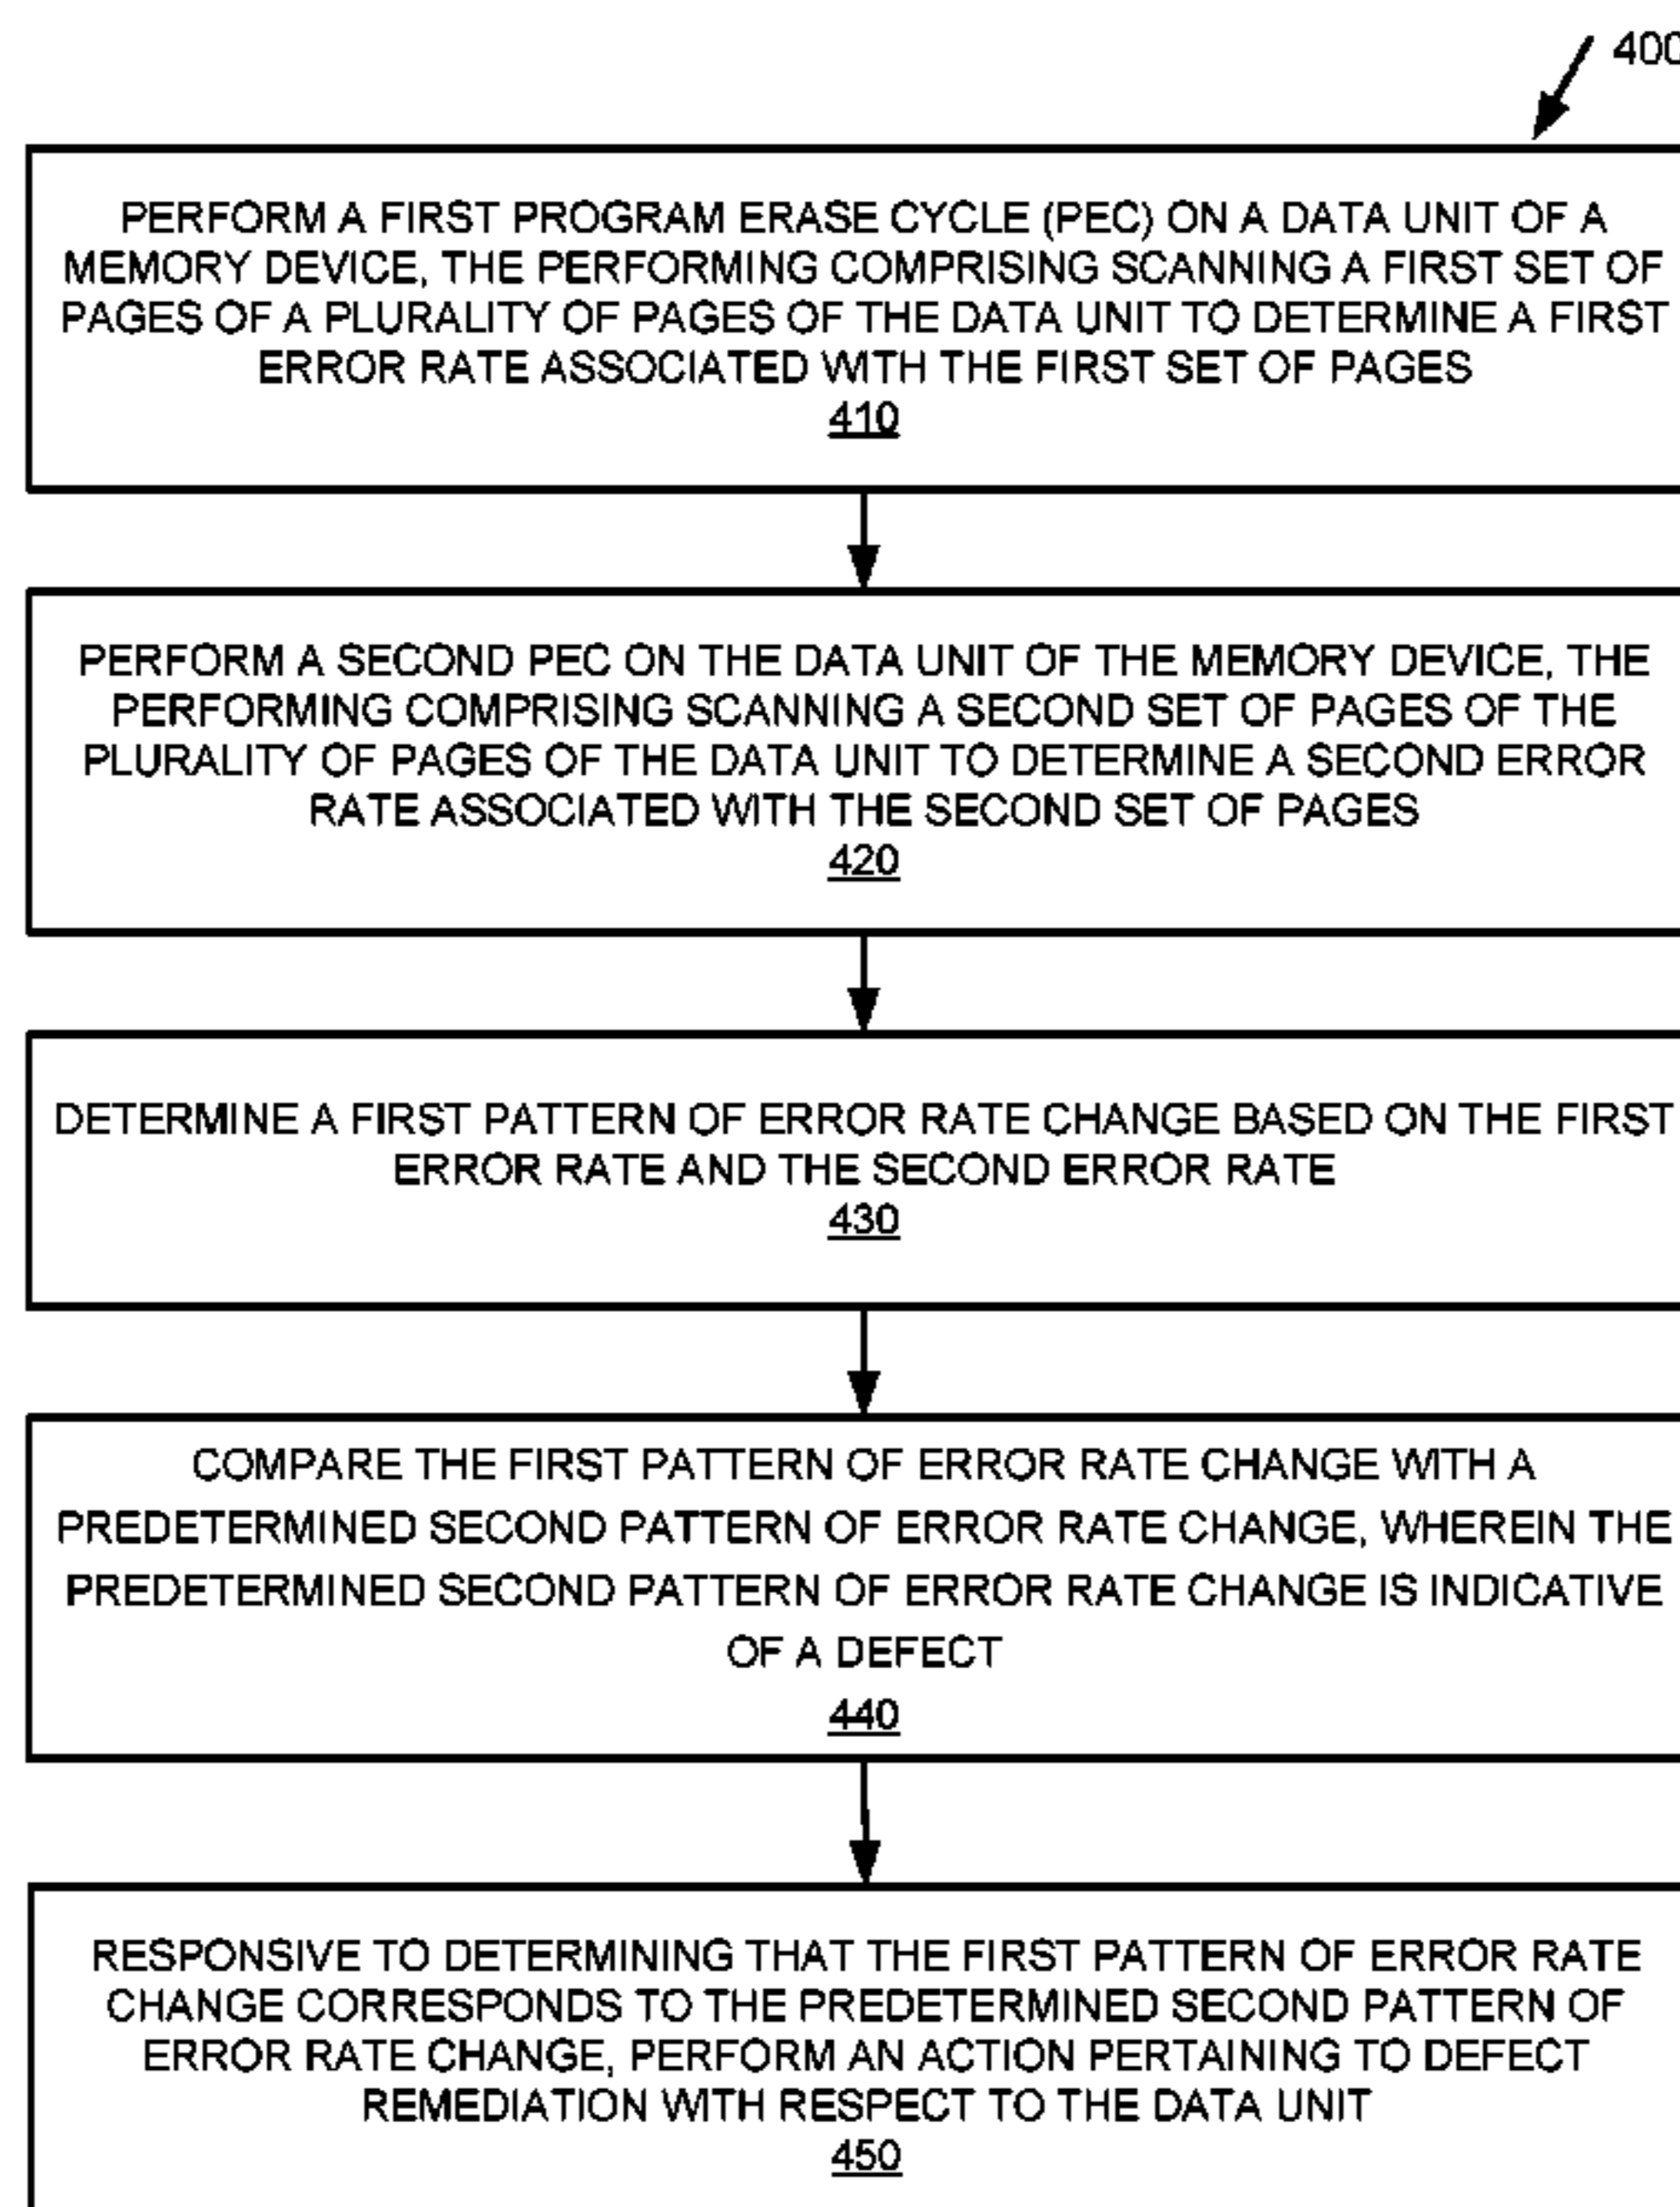 400
PERFORM A FIRST PROGRAM ERASE CYCLE (PEC) ON A DATA UNIT OF A
MEMORY DEVICE, THE PERFORMING COMPRISING SCANNING A FIRST SET OF
PAGES OF A PLURALITY OF PAGES OF THE DATA UNIT TO DETERMINE A FIRST
ERROR RATE ASSOCIATED WITH THE FIRST SET OF PAGES
410
PERFORM A SECOND PEC ON THE DATA UNIT OF THE MEMORY DEVICE, THE
PERFORMING COMPRISING SCANNING A SECOND SET OF PAGES OF THE
PLURALITY OF PAGES OF THE DATA UNIT TO DETERMINE A SECOND ERROR
RATE ASSOCIATED WITH THE SECOND SET OF PAGES
420
DETERMINE A FIRST PATTERN OF ERROR RATE CHANGE BASED ON THE FIRST
ERROR RATE AND THE SECOND ERROR RATE
430
COMPARE THE FIRST PATTERN OF ERROR RATE CHANGE WITH A
PREDETERMINED SECOND PATTERN OF ERROR RATE CHANGE, WHEREIN THE
PREDETERMINED SECOND PATTERN OF ERROR RATE CHANGE IS INDICATIVE
OF A DEFECT
440
RESPONSIVE TO DETERMINING THAT THE FIRST PATTERN OF ERROR RATE
CHANGE CORRESPONDS TO THE PREDETERMINED SECOND PATTERN OF
ERROR RATE CHANGE, PERFORM AN ACTION PERTAINING TO DEFECT
REMEDIATION WITH RESPECT TO THE DATA UNIT
450